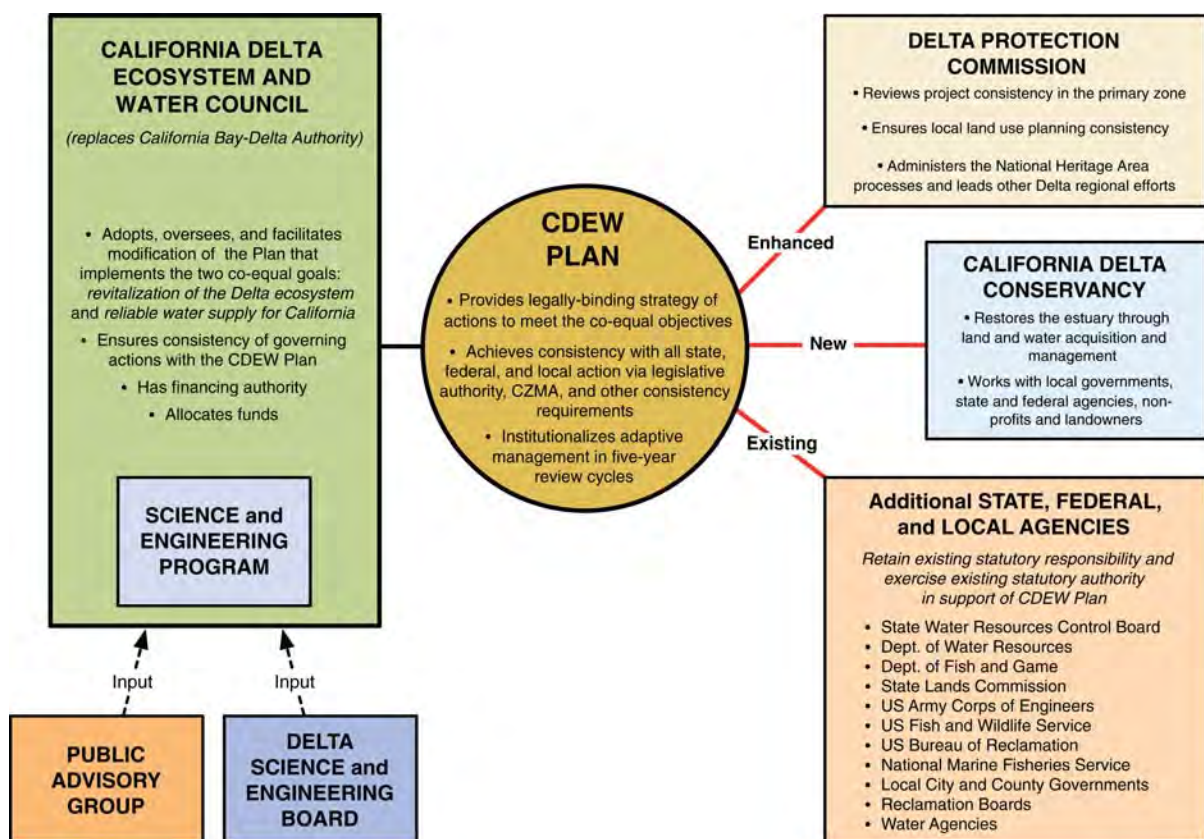 CALIFORNIA DELTA
ECOSYSTEM AND
WATER COUNCIL
(replaces California Bay-Delta Authority)
• Adopts, oversees, and facilitates
modification of the Plan that
implements the two co-equal goals:
revitalization of the Delta ecosystem
and reliable water supply for California
• Ensures consistency of governing
actions with the CDEW Plan
• Has financing authority
• Allocates funds
SCIENCE and
ENGINEERING
PROGRAM
Input
Input
PUBLIC
ADVISORY
GROUP
DELTA
SCIENCE and
ENGINEERING
BOARD
CDEW
PLAN
• Provides legally-binding strategy of
actions to meet the co-equal objectives
• Achieves consistency with all state,
federal, and local action via legislative
authority, CZMA, and other consistency
requirements
• Institutionalizes adaptive
management in five-year
review cycles
Enhanced
New
Existing
DELTA PROTECTION
COMMISSION
• Reviews project consistency in the primary zone
• Ensures local land use planning consistency
• Administers the National Heritage Area
processes and leads other Delta regional efforts
CALIFORNIA DELTA
CONSERVANCY
• Restores the estuary through
land and water acquisition and
management
• Works with local governments,
state and federal agencies, non-
profits and landowners
Additional STATE, FEDERAL,
and LOCAL AGENCIES
Retain existing statutory responsibility and
exercise existing statutory authority
in support of CDEW Plan
• State Water Resources Control Board
• Dept. of Water Resources
• Dept. of Fish and Game
• State Lands Commission
• US Army Corps of Engineers
• US Fish and Wildlife Service
• US Bureau of Reclamation
• National Marine Fisheries Service
• Local City and County Governments
• Reclamation Boards
• Water Agencies